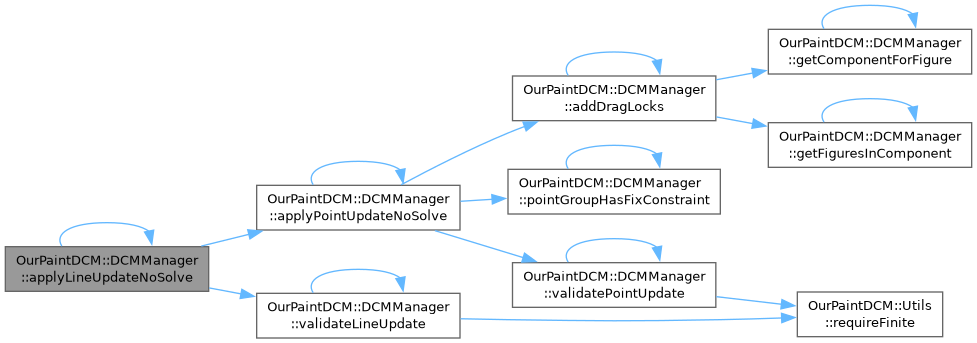 OurPaintDCM::DCMManager
::applyLineUpdateNoSolve
OurPaintDCM::DCMManager
::applyPointUpdateNoSolve
OurPaintDCM::DCMManager
::addDragLocks
OurPaintDCM::DCMManager
::getComponentForFigure
OurPaintDCM::DCMManager
::getFiguresInComponent
OurPaintDCM::DCMManager
::pointGroupHasFixConstraint
OurPaintDCM::DCMManager
::validatePointUpdate
OurPaintDCM::Utils
::requireFinite
OurPaintDCM::DCMManager
::validateLineUpdate